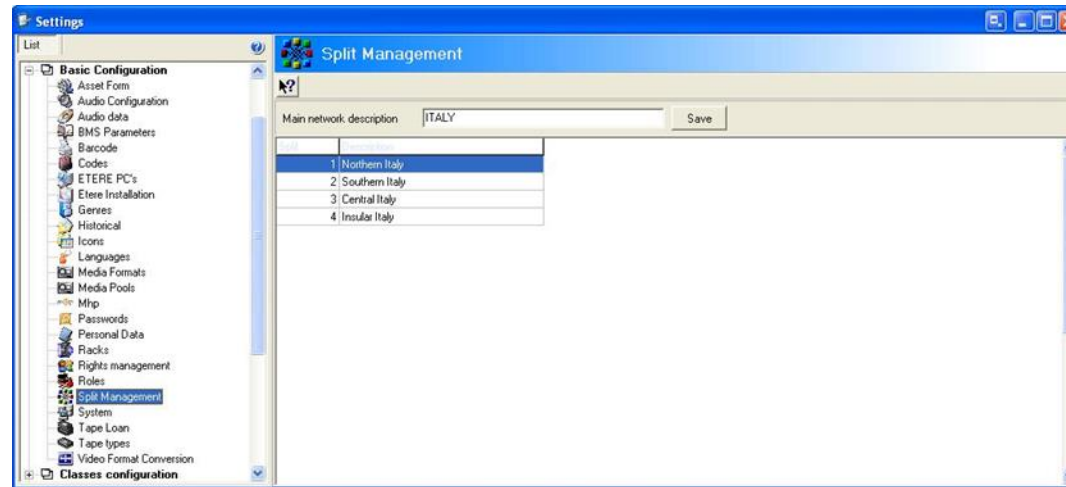 Settings
List
Basic Configuration
Asset Form
Audio Configuration
Audio data
BMS Parameters
Barcode
Codes
ETERE PC's
Etere Installation
Genres
Historical
Icons
Languages
Media Formats
Media Pools
Mhp
Passwords
Personal Data
Racks
Rights management
Roles
Split Management
System
Tape Loan
Tape types
Video Format Conversion
Classes configuration
Split Management
Main network description ITALY Save
Split Description
1 Northern Italy
2 Southern Italy
3 Central Italy
4 Insular Italy